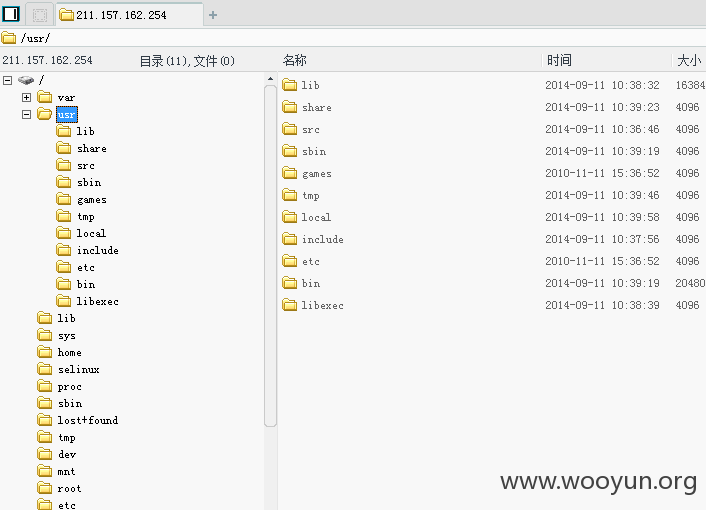 211.157.162.254
/usr/
211.157.162.254 目录(11),文件(0) 名称 时间 大小
/
var
usr
lib
share
src
sbin
games
tmp
local
include
etc
bin
libexec
lib
sys
home
selinux
proc
sbin
lost+found
tmp
dev
mnt
root
etc
lib 2014-09-11 10:38:32 16384
share 2014-09-11 10:39:23 4096
src 2014-09-11 10:36:46 4096
sbin 2014-09-11 10:39:19 4096
games 2010-11-11 15:36:52 4096
tmp 2014-09-11 10:39:46 4096
local 2014-09-11 10:39:58 4096
include 2014-09-11 10:37:56 4096
etc 2010-11-11 15:36:52 4096
bin 2014-09-11 10:39:19 20480
libexec 2014-09-11 10:38:39 4096
www.wooyun.org